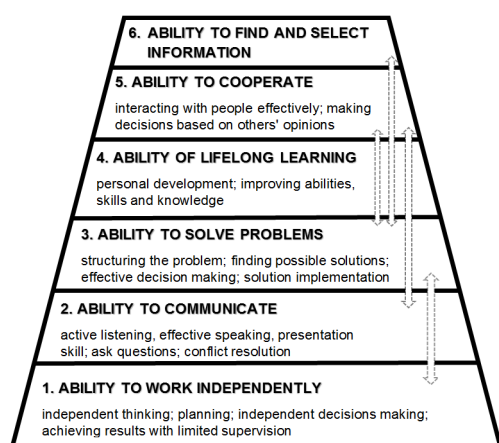 6. ABILITY TO FIND AND SELECT
INFORMATION
5. ABILITY TO COOPERATE
interacting with people effectively; making
decisions based on others' opinions
4. ABILITY OF LIFELONG LEARNING
personal development; improving abilities,
skills and knowledge
3. ABILITY TO SOLVE PROBLEMS
structuring the problem; finding possible solutions;
effective decision making; solution implementation
2. ABILITY TO COMMUNICATE
active listening, effective speaking, presentation
skill; ask questions; conflict resolution
1. ABILITY TO WORK INDEPENDENTLY
independent thinking; planning; independent decisions making;
achieving results with limited supervision